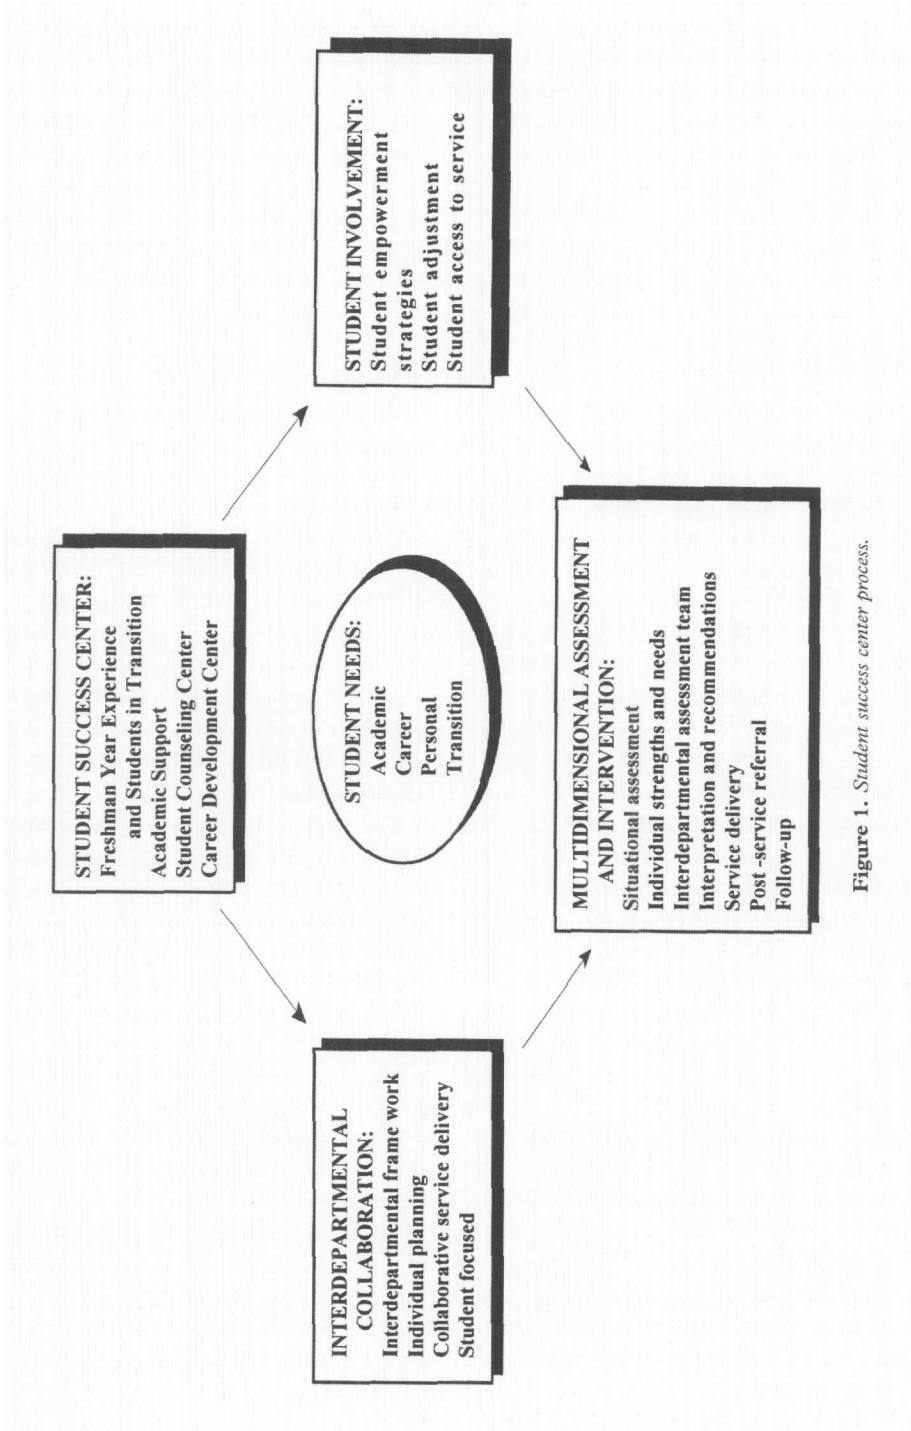 STUDENT SUCCESS CENTER:
Freshman Year Experience
and Students in Transition
Academic Support
Student Counseling Center
Career Development Center
INTERDEPARTMENTAL
COLLABORATION:
Interdepartmental frame work
Individual planning
Collaborative service delivery
Student focused
STUDENT NEEDS:
Academic
Career
Personal
Transition
STUDENT INVOLVEMENT:
Student empowerment
strategies
Student adjustment
Student access to service
MULTIDIMENSIONAL ASSESSMENT
AND INTERVENTION:
Situational assessment
Individual strengths and needs
Interdepartmental assessment team
Interpretation and recommendations
Service delivery
Post -service referral
Follow-up
Figure 1. Student success center process.